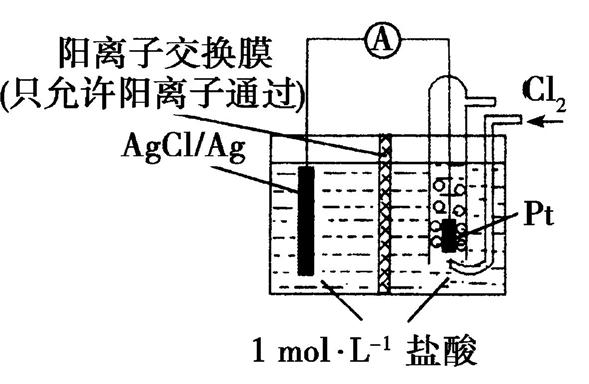 A
阳离子交换膜
(只允许阳离子通过)
Cl₂
AgCl/Ag
Pt
1 mol·L⁻¹ 盐酸